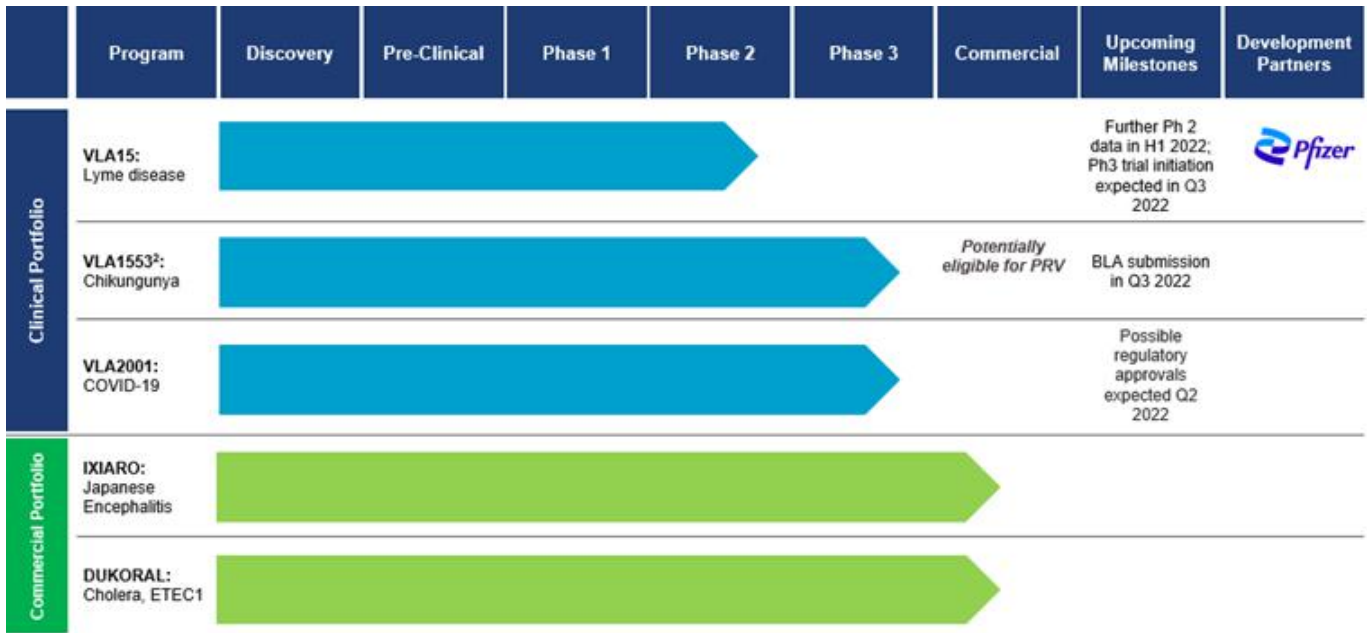 Program
Discovery
Pre-Clinical
Phase 1
Phase 2
Phase 3
Commercial
Upcoming
Milestones
Development
Partners
Clinical Portfolio
VLA15:
Lyme disease
Further Ph 2
data in H1 2022;
Ph3 trial initiation
expected in Q3
2022
Pfizer
VLA1553²:
Chikungunya
Potentially
eligible for PRV
BLA submission
in Q3 2022
VLA2001:
COVID-19
Possible
regulatory
approvals
expected Q2
2022
Commercial Portfolio
IXIARO:
Japanese
Encephalitis
DUKORAL:
Cholera, ETEC1